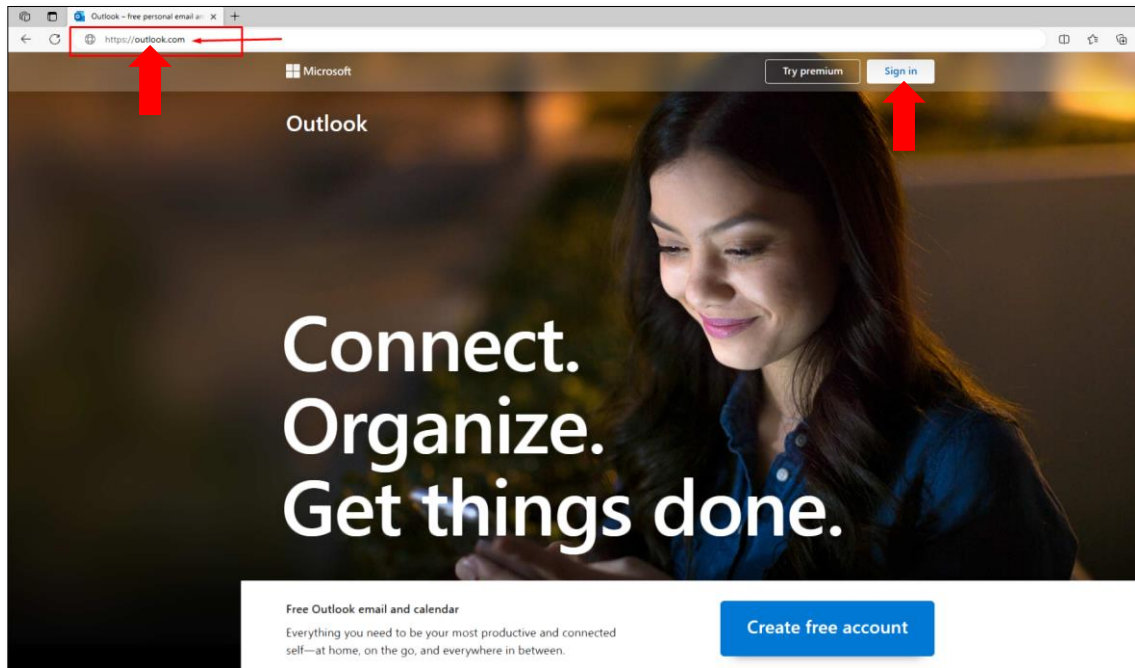 Outlook – free personal email an
https://outlook.com
Microsoft
Try premium
Sign in
Outlook
Connect.
Organize.
Get things done.
Free Outlook email and calendar
Everything you need to be your most productive and connected
self—at home, on the go, and everywhere in between.
Create free account